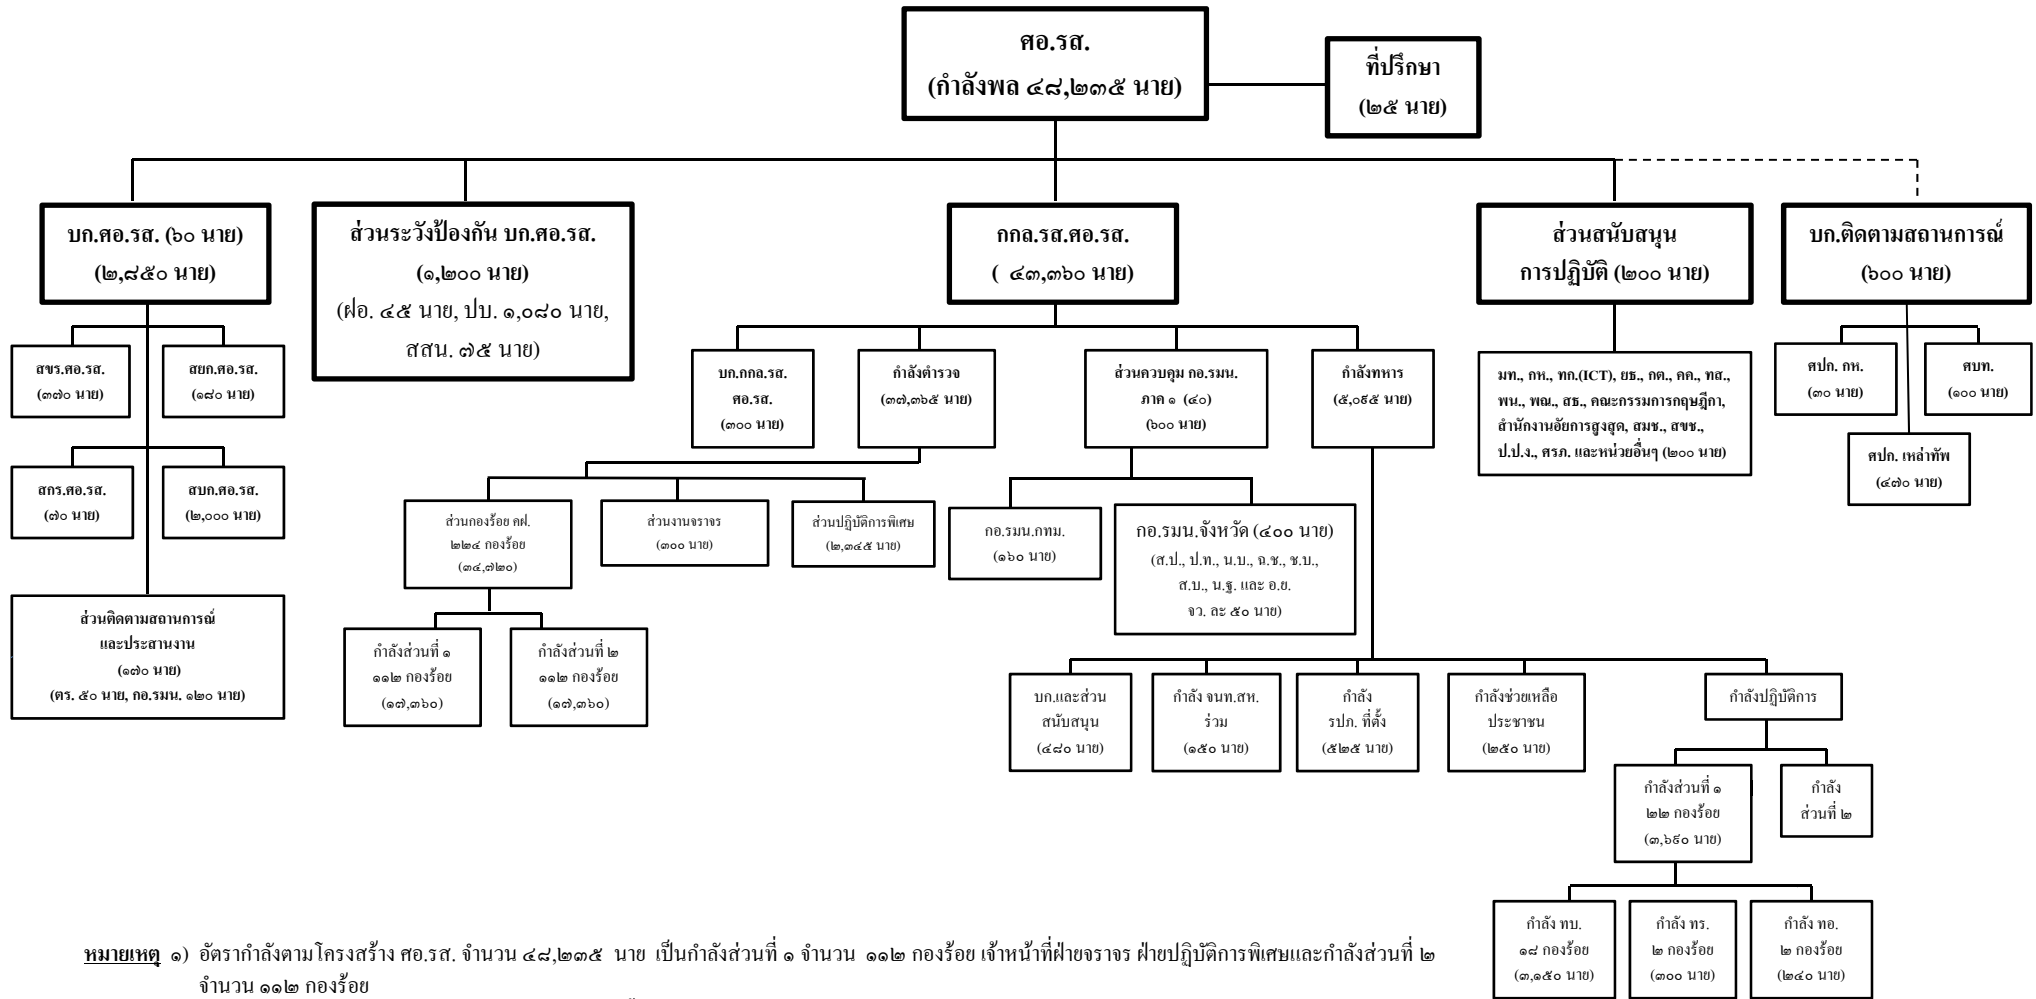 ศอ.รส.
(กำลังพล ๔๘,๒๓๕ นาย)
ที่ปรึกษา
(๒๕ นาย)
บก.ศอ.รส. (๖๐ นาย)
(๒,๘๕๐ นาย)
ส่วนระวังป้องกัน บก.ศอ.รส.
(๑,๒๐๐ นาย)
(ฝอ. ๔๕ นาย, ปบ. ๑,๐๘๐ นาย,
สสน. ๗๕ นาย)
กกล.รส.ศอ.รส.
( ๔๓,๓๖๐ นาย)
ส่วนสนับสนุน
การปฏิบัติ (๒๐๐ นาย)
บก.ติดตามสถานการณ์
(๖๐๐ นาย)
สขร.ศอ.รส.
(๓๗๐ นาย)
สยก.ศอ.รส.
(๑๘๐ นาย)
สกร.ศอ.รส.
(๗๐ นาย)
สบก.ศอ.รส.
(๒,๐๐๐ นาย)
ส่วนติดตามสถานการณ์
และประสานงาน
(๑๗๐ นาย)
(ตร. ๕๐ นาย, กอ.รมน. ๑๒๐ นาย)
บก.กกล.รส.
ศอ.รส.
(๓๐๐ นาย)
กำลังตำรวจ
(๓๗,๓๖๕ นาย)
ส่วนควบคุม กอ.รมน.
ภาค ๑ (๔๐)
(๖๐๐ นาย)
กำลังทหาร
(๕,๐๙๕ นาย)
มท., กห., ทก.(ICT), ยธ., กต., คค., ทส.,
พน., พณ., สธ., คณะกรรมการกฤษฎีกา,
สำนักงานอัยการสูงสุด, สมช., สขช.,
ป.ป.ง., ศรภ. และหน่วยอื่นๆ (๒๐๐ นาย)
ศปก. กห.
(๓๐ นาย)
ศบท.
(๑๐๐ นาย)
ศปก. เหล่าทัพ
(๔๗๐ นาย)
ส่วนกองร้อย คฝ.
๒๒๔ กองร้อย
(๓๔,๗๒๐)
ส่วนงานจราจร
(๓๐๐ นาย)
ส่วนปฏิบัติการพิเศษ
(๒,๓๔๕ นาย)
กอ.รมน.กทม.
(๑๖๐ นาย)
กอ.รมน.จังหวัด (๔๐๐ นาย)
(ส.ป., ป.ท., น.บ., ฉ.ช., ช.บ.,
ส.บ., น.ฐ. และ อ.ย.
จว. ละ ๕๐ นาย)
กำลังส่วนที่ ๑
๑๑๒ กองร้อย
(๑๗,๓๖๐)
กำลังส่วนที่ ๒
๑๑๒ กองร้อย
(๑๗,๓๖๐)
บก.และส่วน
สนับสนุน
(๔๘๐ นาย)
กำลัง จนท.สห.
ร่วม
(๑๕๐ นาย)
กำลัง
รปภ. ที่ตั้ง
(๕๒๕ นาย)
กำลังช่วยเหลือ
ประชาชน
(๒๕๐ นาย)
กำลังปฏิบัติการ
กำลังส่วนที่ ๑
๒๒ กองร้อย
(๓,๖๙๐ นาย)
กำลัง
ส่วนที่ ๒
กำลัง ทบ.
๑๘ กองร้อย
(๓,๑๕๐ นาย)
กำลัง ทร.
๒ กองร้อย
(๓๐๐ นาย)
กำลัง ทอ.
๒ กองร้อย
(๒๔๐ นาย)
หมายเหตุ ๑) อัตรากำลังตามโครงสร้าง ศอ.รส. จำนวน ๔๘,๒๓๕ นาย เป็นกำลังส่วนที่ ๑ จำนวน ๑๑๒ กองร้อย เจ้าหน้าที่ฝ่ายจราจร ฝ่ายปฏิบัติการพิเศษและกำลังส่วนที่ ๒
จำนวน ๑๑๒ กองร้อย